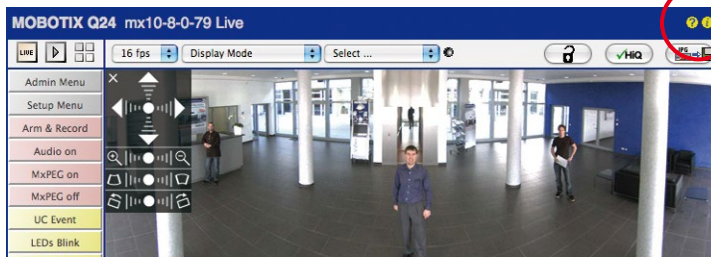 MOBOTIX Q24 mx10-8-0-79 Live
? i
LIVE
16 fps
Display Mode
Select ...
HiQ
JPG
Admin Menu
Setup Menu
Arm & Record
Audio on
MxPEG on
MxPEG off
UC Event
LEDs Blink